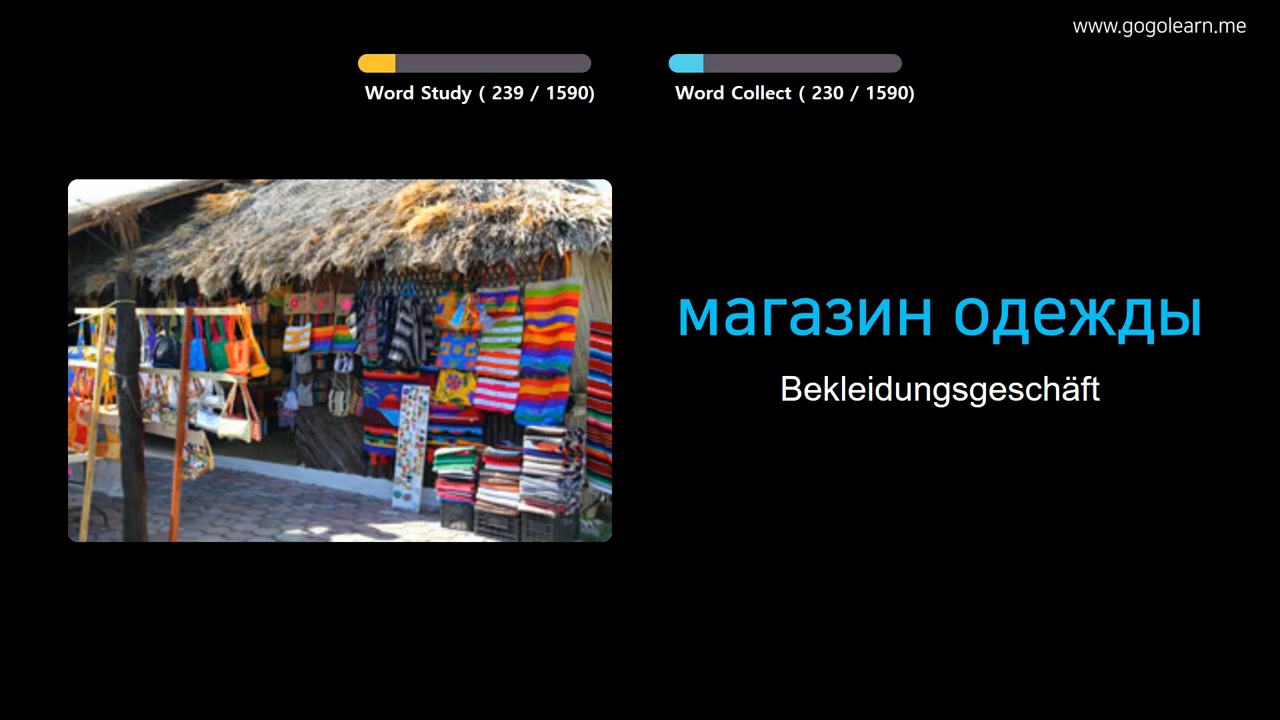 www.gogolearn.me
Word Study ( 239 / 1590)
Word Collect ( 230 / 1590)
магазин одежды
Bekleidungsgeschäft